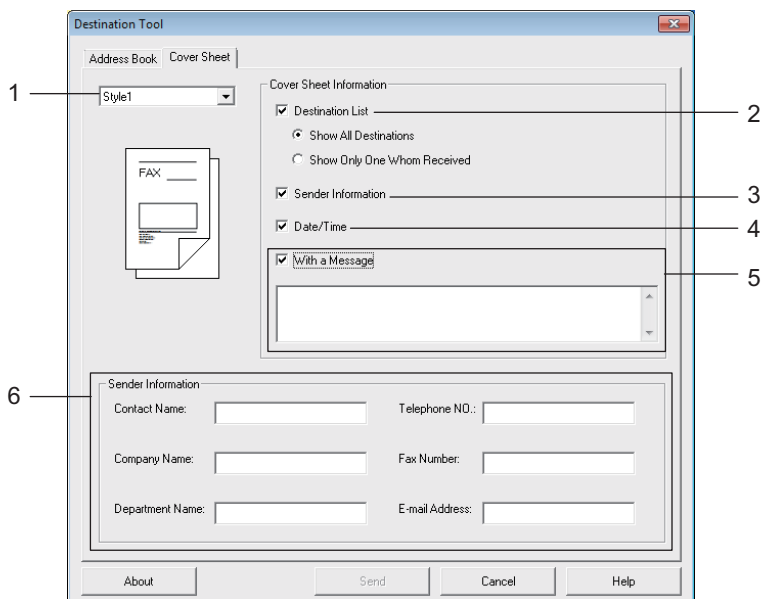 Destination Tool
Address Book Cover Sheet
1
Style1
Cover Sheet Information
Destination List
2
Show All Destinations
Show Only One Whom Received
FAX
Sender Information
3
Date/Time
4
With a Message
5
6
Sender Information
Contact Name:
Telephone NO.:
Company Name:
Fax Number:
Department Name:
E-mail Address:
About
Send
Cancel
Help